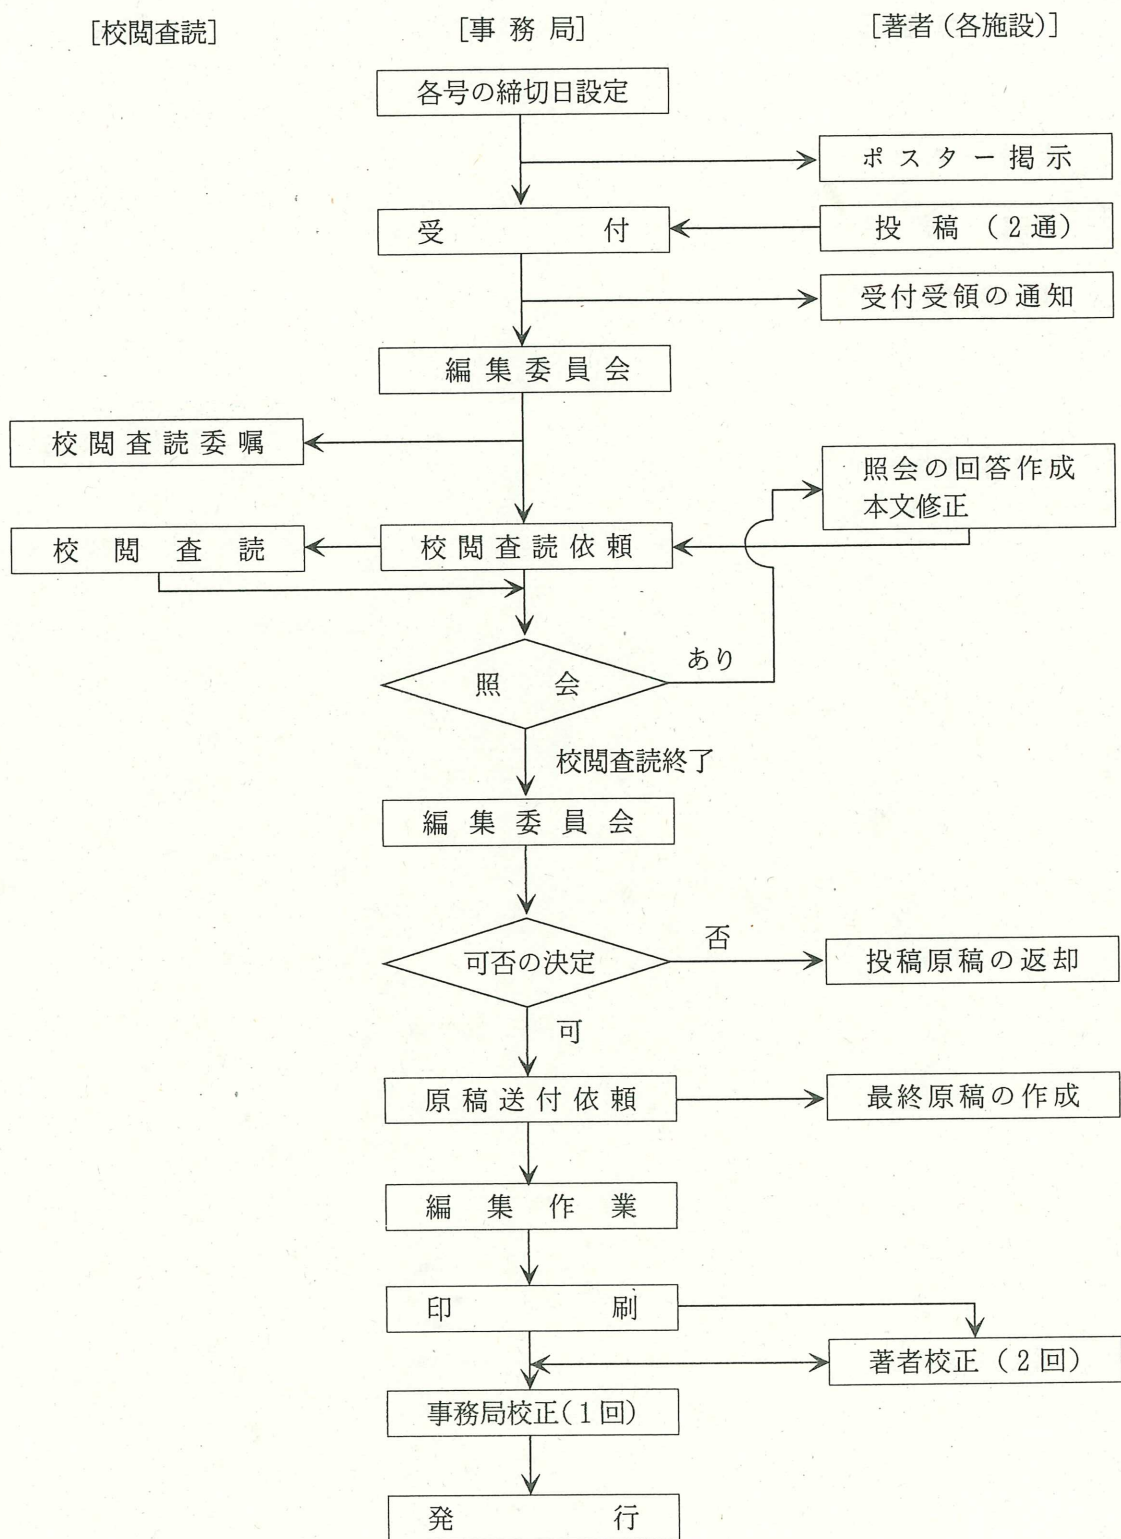 [校閲査読]
[事務局]
[著者(各施設)]
各号の締切日設定
ポスター掲示
受付
投稿(2通)
受付受領の通知
編集委員会
校閲査読委嘱
照会の回答作成
本文修正
校閲査読
校閲査読依頼
あり
照会
校閲査読終了
編集委員会
否
可否の決定
投稿原稿の返却
可
原稿送付依頼
最終原稿の作成
編集作業
印刷
著者校正(2回)
事務局校正(1回)
発行